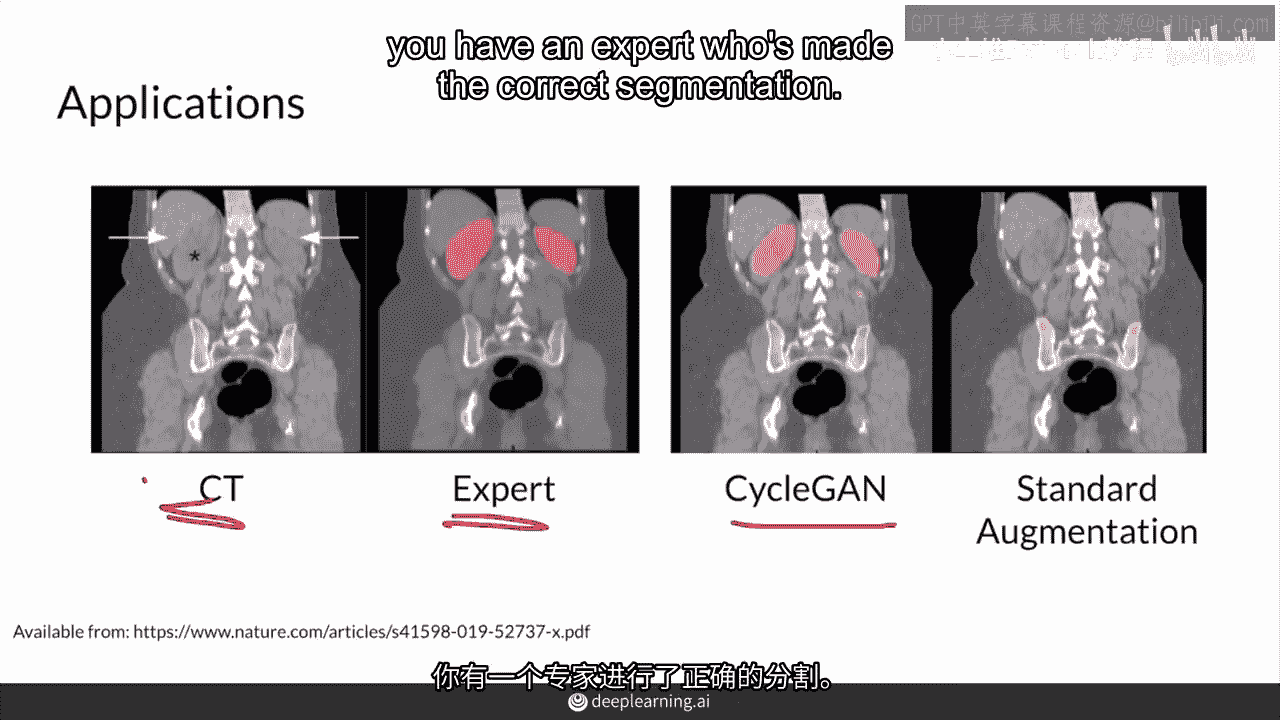 GPT中英字幕课程资源@bilibili.com
you have an expert who's made
the correct segmentation.
Applications
*
CT
Expert
CycleGAN
Standard
Augmentation
Available from: https://www.nature.com/articles/s41598-019-52737-x.pdf
你有一个专家进行了正确的分割。
deeplearning.ai